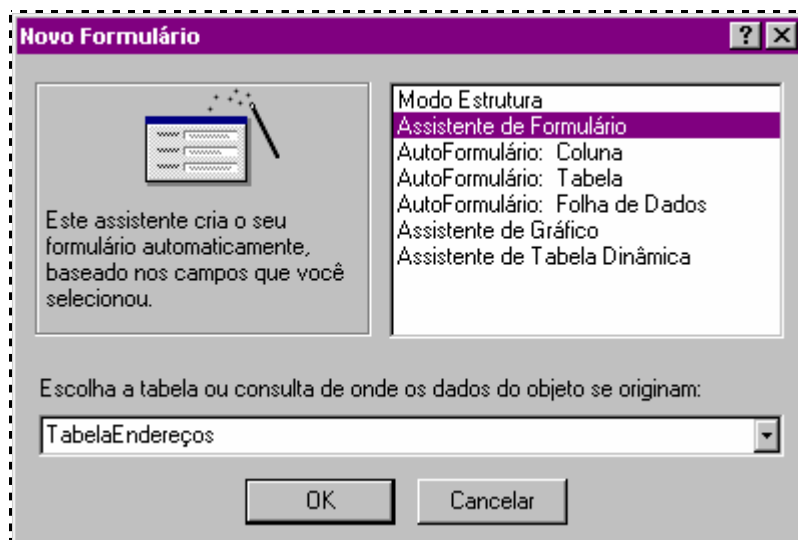 Novo Formulário
Este assistente cria o seu
formulário automaticamente,
baseado nos campos que você
selecionou.
Modo Estrutura
Assistente de Formulário
AutoFormulário: Coluna
AutoFormulário: Tabela
AutoFormulário: Folha de Dados
Assistente de Gráfico
Assistente de Tabela Dinâmica
Escolha a tabela ou consulta de onde os dados do objeto se originam:
TabelaEndereços
OK
Cancelar